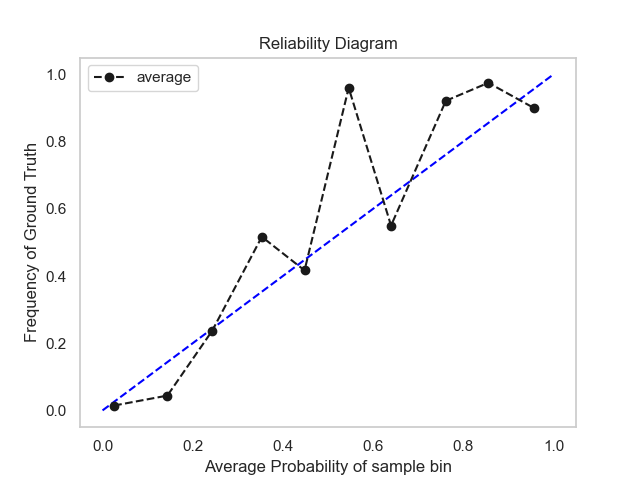 Reliability Diagram
average
1.0
0.8
0.6
0.4
0.2
0.0
Frequency of Ground Truth
0.0 0.2 0.4 0.6 0.8 1.0
Average Probability of sample bin